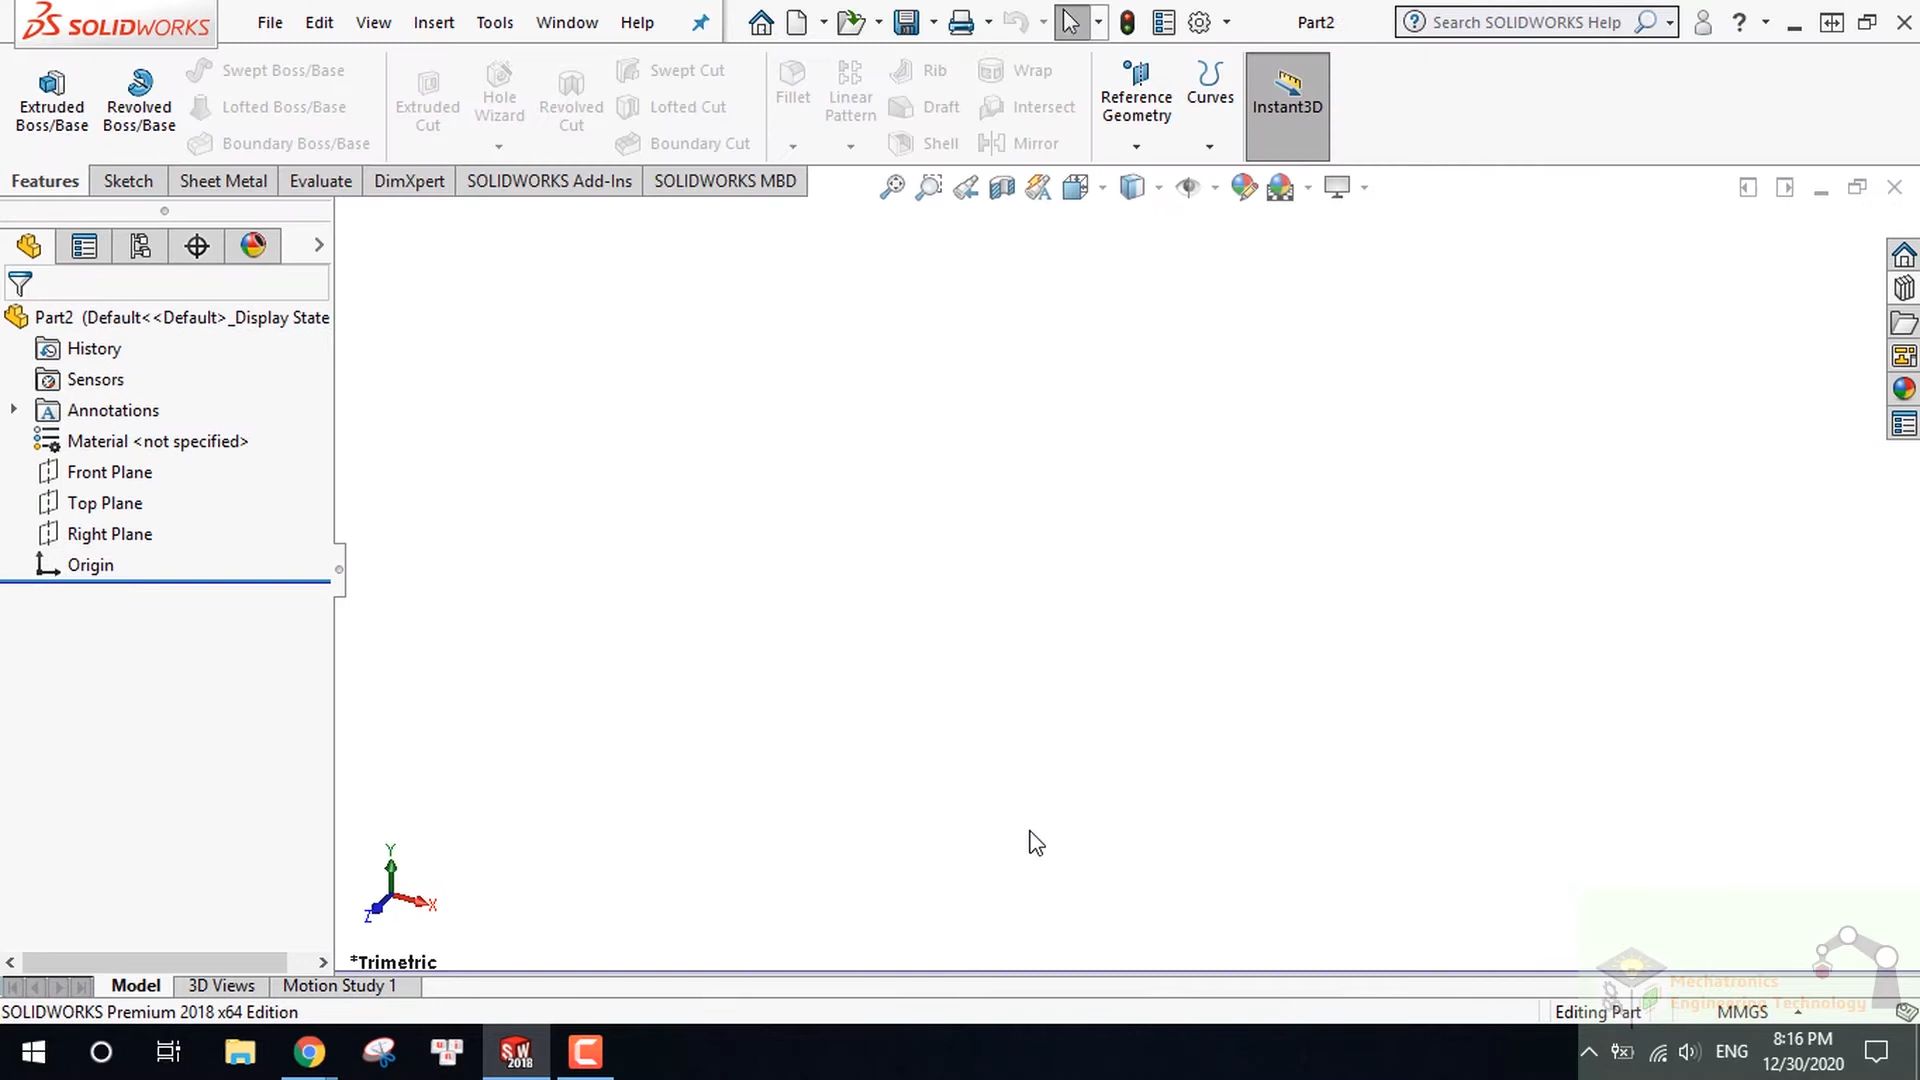 SOLIDWORKS
File Edit View Insert Tools Window Help
Part2
Search SOLIDWORKS Help
Extruded Boss/Base
Revolved Boss/Base
Swept Boss/Base
Lofted Boss/Base
Boundary Boss/Base
Extruded Cut
Hole Wizard
Revolved Cut
Swept Cut
Lofted Cut
Boundary Cut
Fillet
Linear Pattern
Rib
Draft
Shell
Wrap
Intersect
Mirror
Reference Geometry
Curves
Instant3D
Features Sketch Sheet Metal Evaluate DimXpert SOLIDWORKS Add-Ins SOLIDWORKS MBD
Part2 (Default<<Default>_Display State
History
Sensors
A Annotations
Material <not specified>
Front Plane
Top Plane
Right Plane
Origin
Y
X
Z
*Trimetric
Model 3D Views Motion Study 1
Mechatronics
Engineering Technology
SOLIDWORKS Premium 2018 x64 Edition
Editing Part
MMGS
SW 2018
ENG
8:16 PM
12/30/2020